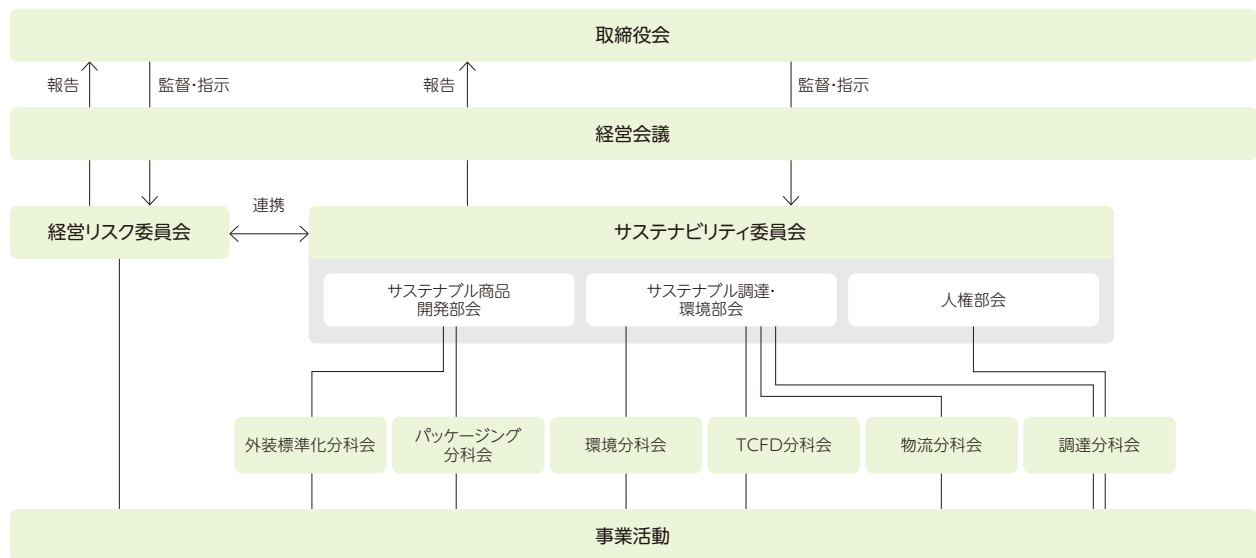 取締役会
報告
監督・指示
報告
監督・指示
経営会議
連携
経営リスク委員会
サステナビリティ委員会
サステナブル商品
開発部会
サステナブル調達・
環境部会
人権部会
外装標準化分科会
パッケージング
分科会
環境分科会
TCFD分科会
物流分科会
調達分科会
事業活動